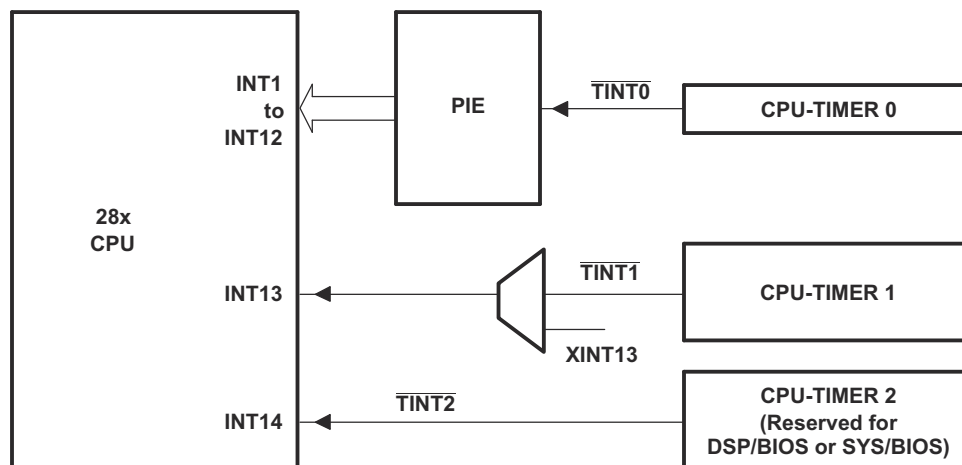 INT1
to
INT12
PIE
TINT0
CPU-TIMER 0
28x
CPU
INT13
TINT1
XINT13
CPU-TIMER 1
INT14
TINT2
CPU-TIMER 2
(Reserved for
DSP/BIOS or SYS/BIOS)